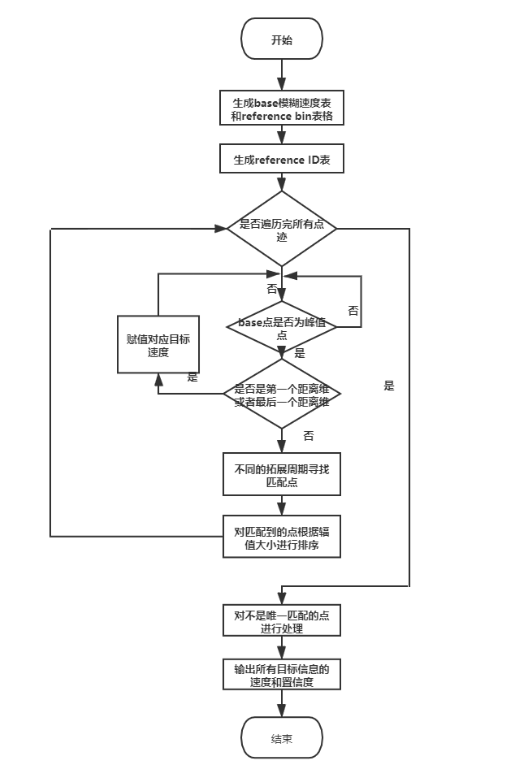 开始
生成base模糊速度表
和reference bin表格
生成reference ID表
是否遍历完所有点
迹
否
base点是否为峰值
点
否
赋值对应目标
速度
是
是
是否是第一个距离维
或者最后一个距离维
是
否
不同的拓展周期寻找
匹配点
对匹配到的点根据辐
值大小进行排序
对不是唯一匹配的点
进行处理
输出所有目标信息的
速度和置信度
结束